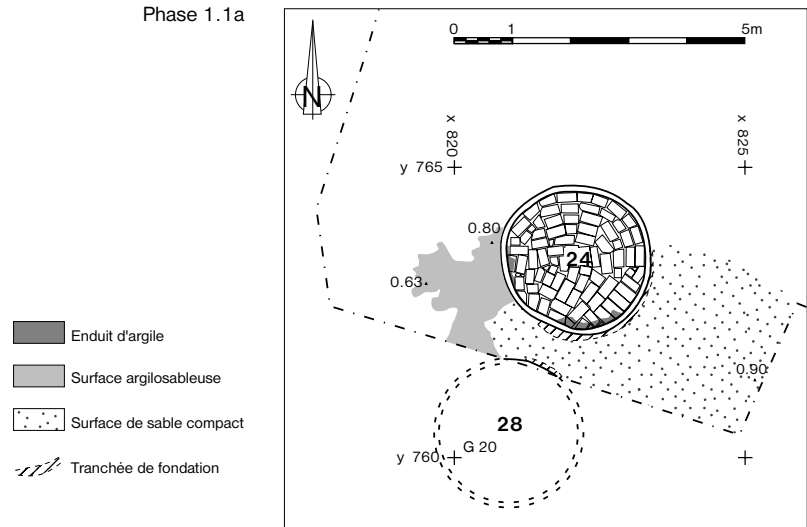 Phase 1.1a
0 1 5m
N
x 820
x 825
y 765
0.80
24
0.63
Enduit d'argile
Surface argilosableuse
0.90
Surface de sable compact
28
G 20
y 760
Tranchée de fondation